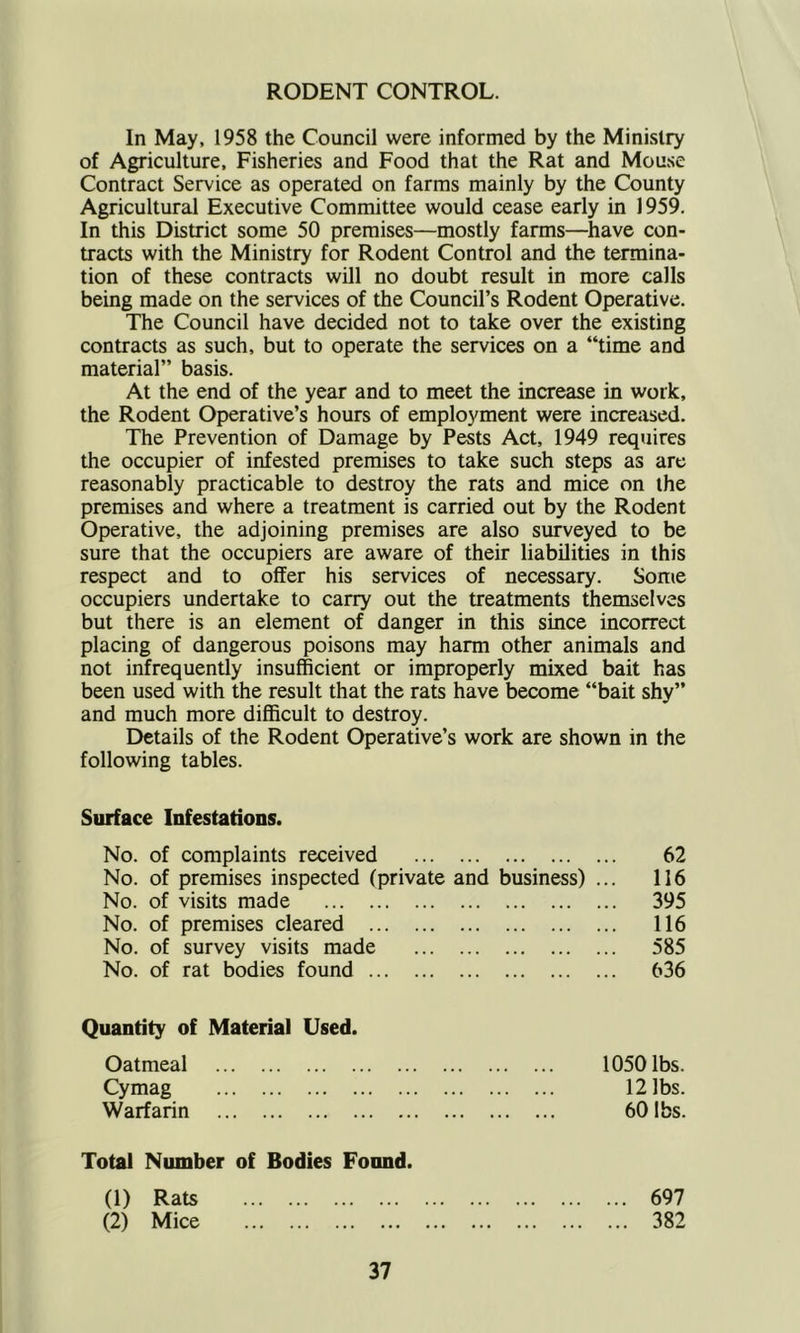 RODENT CONTROL.
In May, 1958 the Council were informed by the Ministry
of Agriculture, Fisheries and Food that the Rat and Mouse
Contract Service as operated on farms mainly by the County
Agricultural Executive Committee would cease early in 1959.
In this District some 50 premises—mostly farms—have con-
tracts with the Ministry for Rodent Control and the termina-
tion of these contracts will no doubt result in more calls
being made on the services of the Council's Rodent Operative.
The Council have decided not to take over the existing
contracts as such, but to operate the services on a “time and
material” basis.
At the end of the year and to meet the increase in work,
the Rodent Operative's hours of employment were increased.
The Prevention of Damage by Pests Act, 1949 requires
the occupier of infested premises to take such steps as are
reasonably practicable to destroy the rats and mice on the
premises and where a treatment is carried out by the Rodent
Operative, the adjoining premises are also surveyed to be
sure that the occupiers are aware of their liabilities in this
respect and to offer his services of necessary. Some
occupiers undertake to carry out the treatments themselves
but there is an element of danger in this since incorrect
placing of dangerous poisons may harm other animals and
not infrequently insufficient or improperly mixed bait has
been used with the result that the rats have become “bait shy”
and much more difficult to destroy.
Details of the Rodent Operative's work are shown in the
following tables.
Surface Infestations.
No. of complaints received ... ... ... ... ... 62
No. of premises inspected (private and business) ... 116
No. of visits made ... ... ... ... ... ... ... 395
No. of premises cleared ... ... ... ... ... ... 116
No. of survey visits made ... ... ... ... ... 585
No. of rat bodies found ... ... ... ... ... ... 636
Quantity of Material Used.
Oatmeal ... ... ... ... ... ... ... ... 1050 lbs.
Cymag ... ... ... ... ... ... ... ... 12 lbs.
Warfarin ... ... ... ... ... ... ... ... 60 lbs.
Total Number of Bodies Found.
(1) Rats ... ... ... ... ... ... ... ... ... 697
(2) Mice ... ... ... ... ... ... ... ... ... 382
37